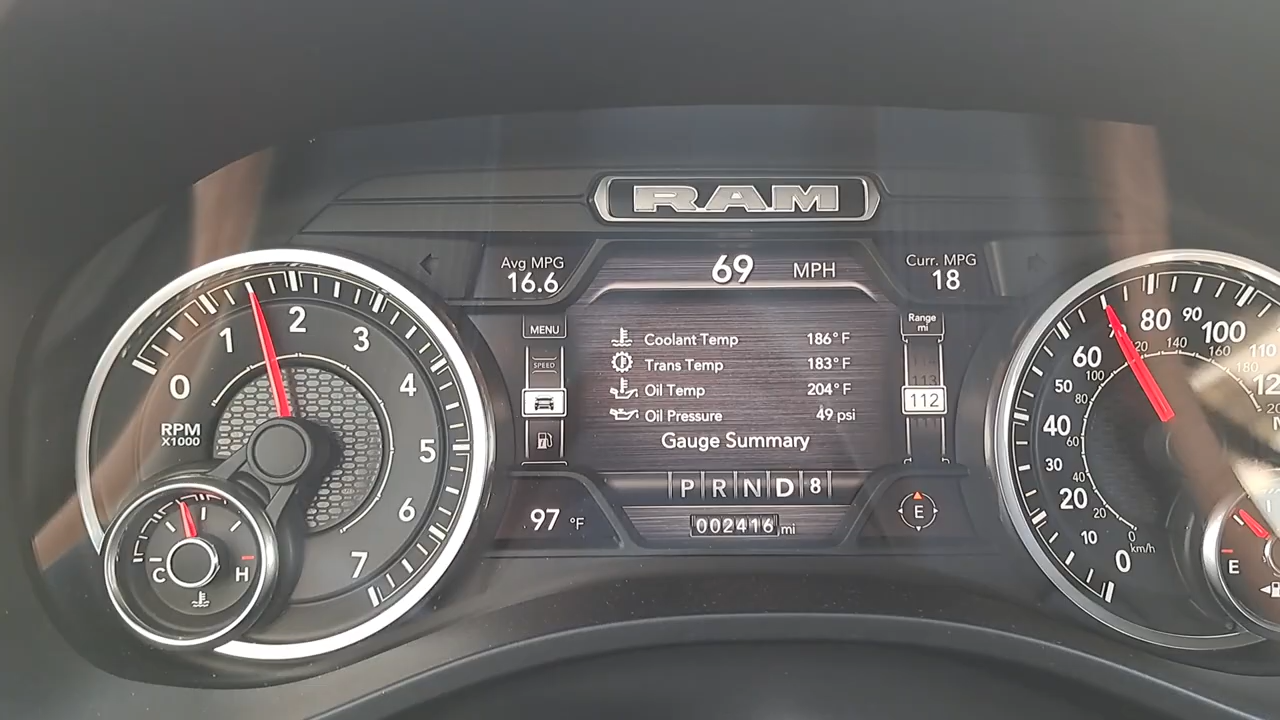 RAM
Avg MPG
16.6
69 MPH
Curr. MPG
18
MENU
SPEED
Coolant Temp 186°F
Trans Temp 183°F
Oil Temp 204°F
Oil Pressure 49 psi
Gauge Summary
Range
mi
113
112
P R N D 8
002416 mi
97 °F
E
0
1
2
3
4
5
6
7
RPM
X1000
C H
0
10
20
30
40
50
60
80
90
100
110
0
20
40
60
80
100
140
160
180
km/h
E